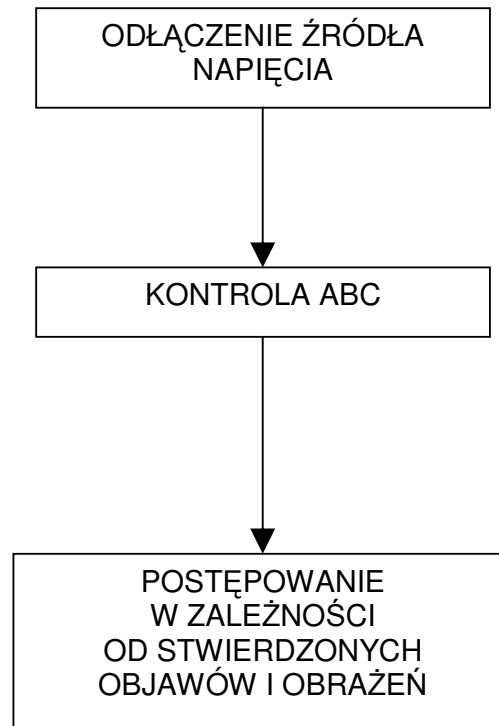 ODŁĄCZENIE ŹRÓDŁA
NAPIĘCIA
KONTROLA ABC
POSTĘPOWANIE
W ZALEŻNOŚCI
OD STWIERDZONYCH
OBJAWÓW I OBRAŻEŃ